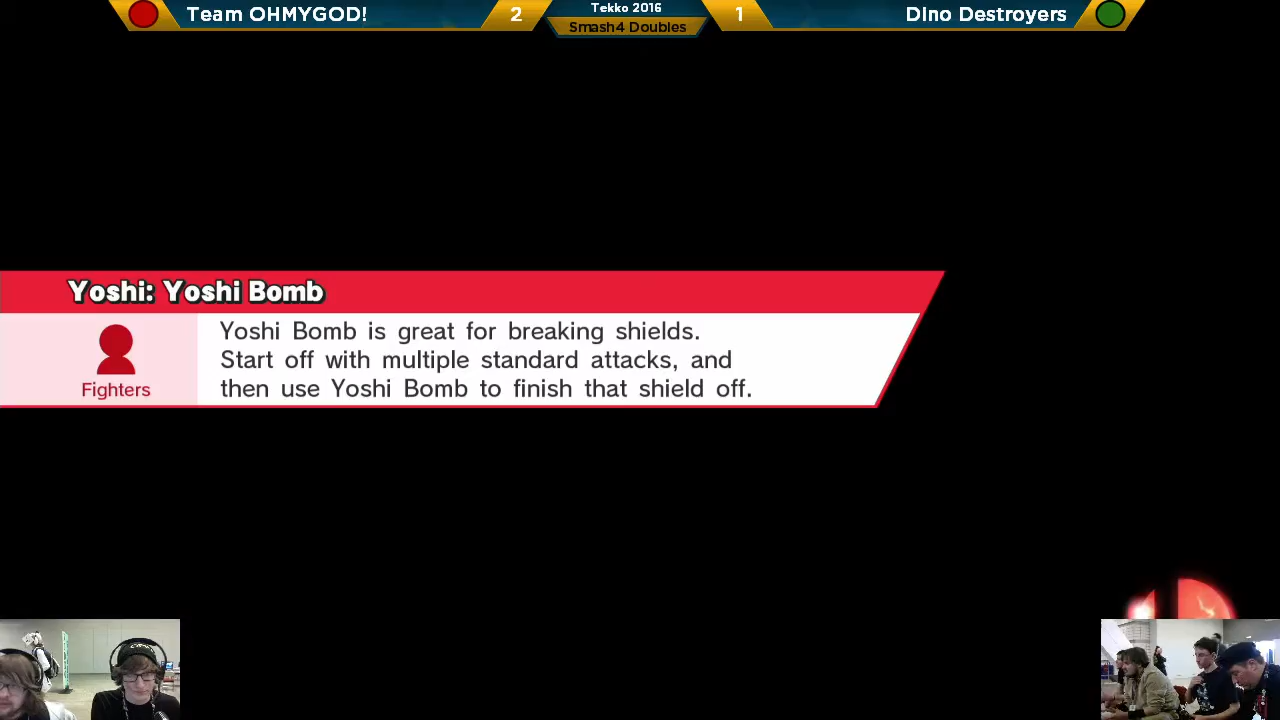 Team OHMYGOD!
2
Tekko 2016
Smash4 Doubles
1
Dino Destroyers
Yoshi: Yoshi Bomb
Fighters
Yoshi Bomb is great for breaking shields.
Start off with multiple standard attacks, and
then use Yoshi Bomb to finish that shield off.